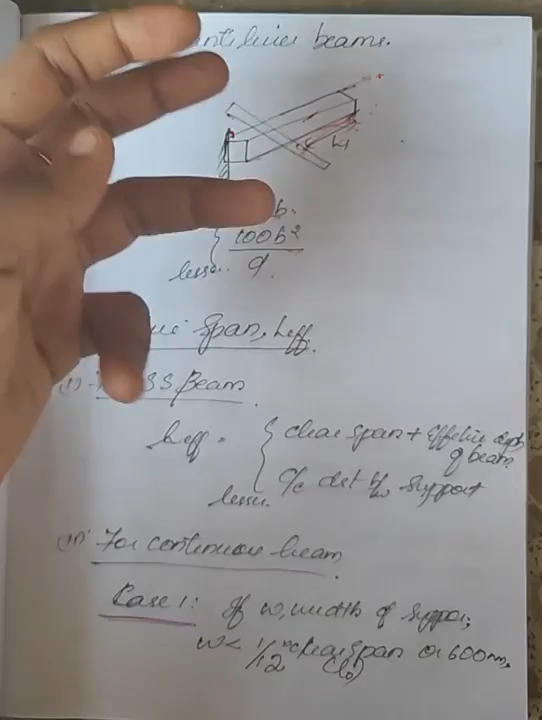 beams.
b.
100b²
lesser. d.
Span, Leff.
(i) SS Beam
Leff = { clear span + Effective depth
of beam
c/c dist b/w support
lesser.
(ii) For continuous beam
Case 1: If w, width of support,
w < 1/12 clear span or 600mm,
(lo)